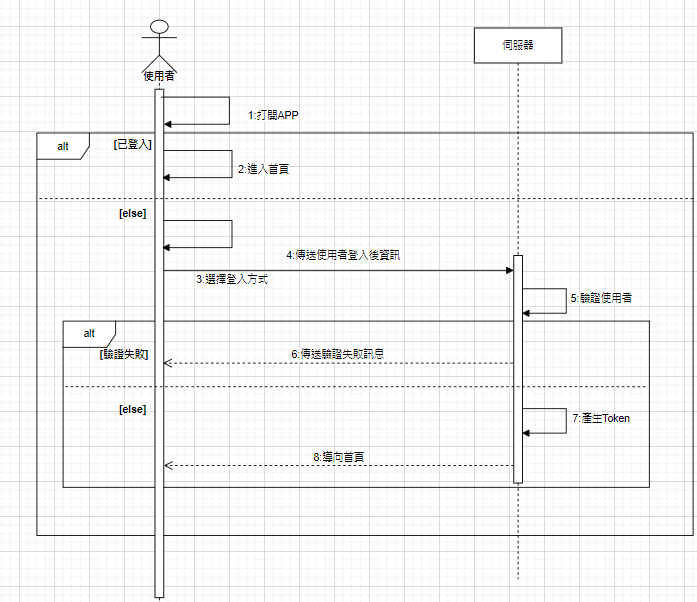 伺服器
使用者
1:打開APP
alt
[已登入]
2:進入首頁
[else]
4:傳送使用者登入後資訊
3:選擇登入方式
5:驗證使用者
alt
[驗證失敗]
6:傳送驗證失敗訊息
[else]
7:產生Token
8:導向首頁